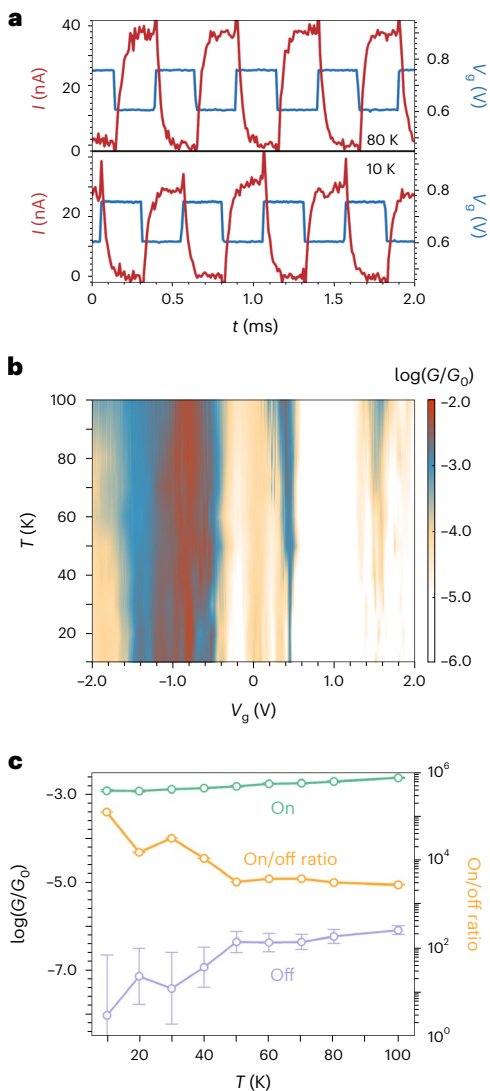 a
40
20
0
I (nA)
0.8
0.6
V_g (V)
80 K
10 K
20
0
I (nA)
0.8
0.6
V_g (V)
0 0.5 1.0 1.5 2.0
t (ms)
b
log(G/G_0)
100
80
60
40
20
T (K)
–2.0
–3.0
–4.0
–5.0
–6.0
–2.0 –1.0 0 1.0 2.0
V_g (V)
c
–3.0
–5.0
–7.0
log(G/G_0)
On
On/off ratio
Off
10^6
10^4
10^2
10^0
On/off ratio
20 40 60 80 100
T (K)